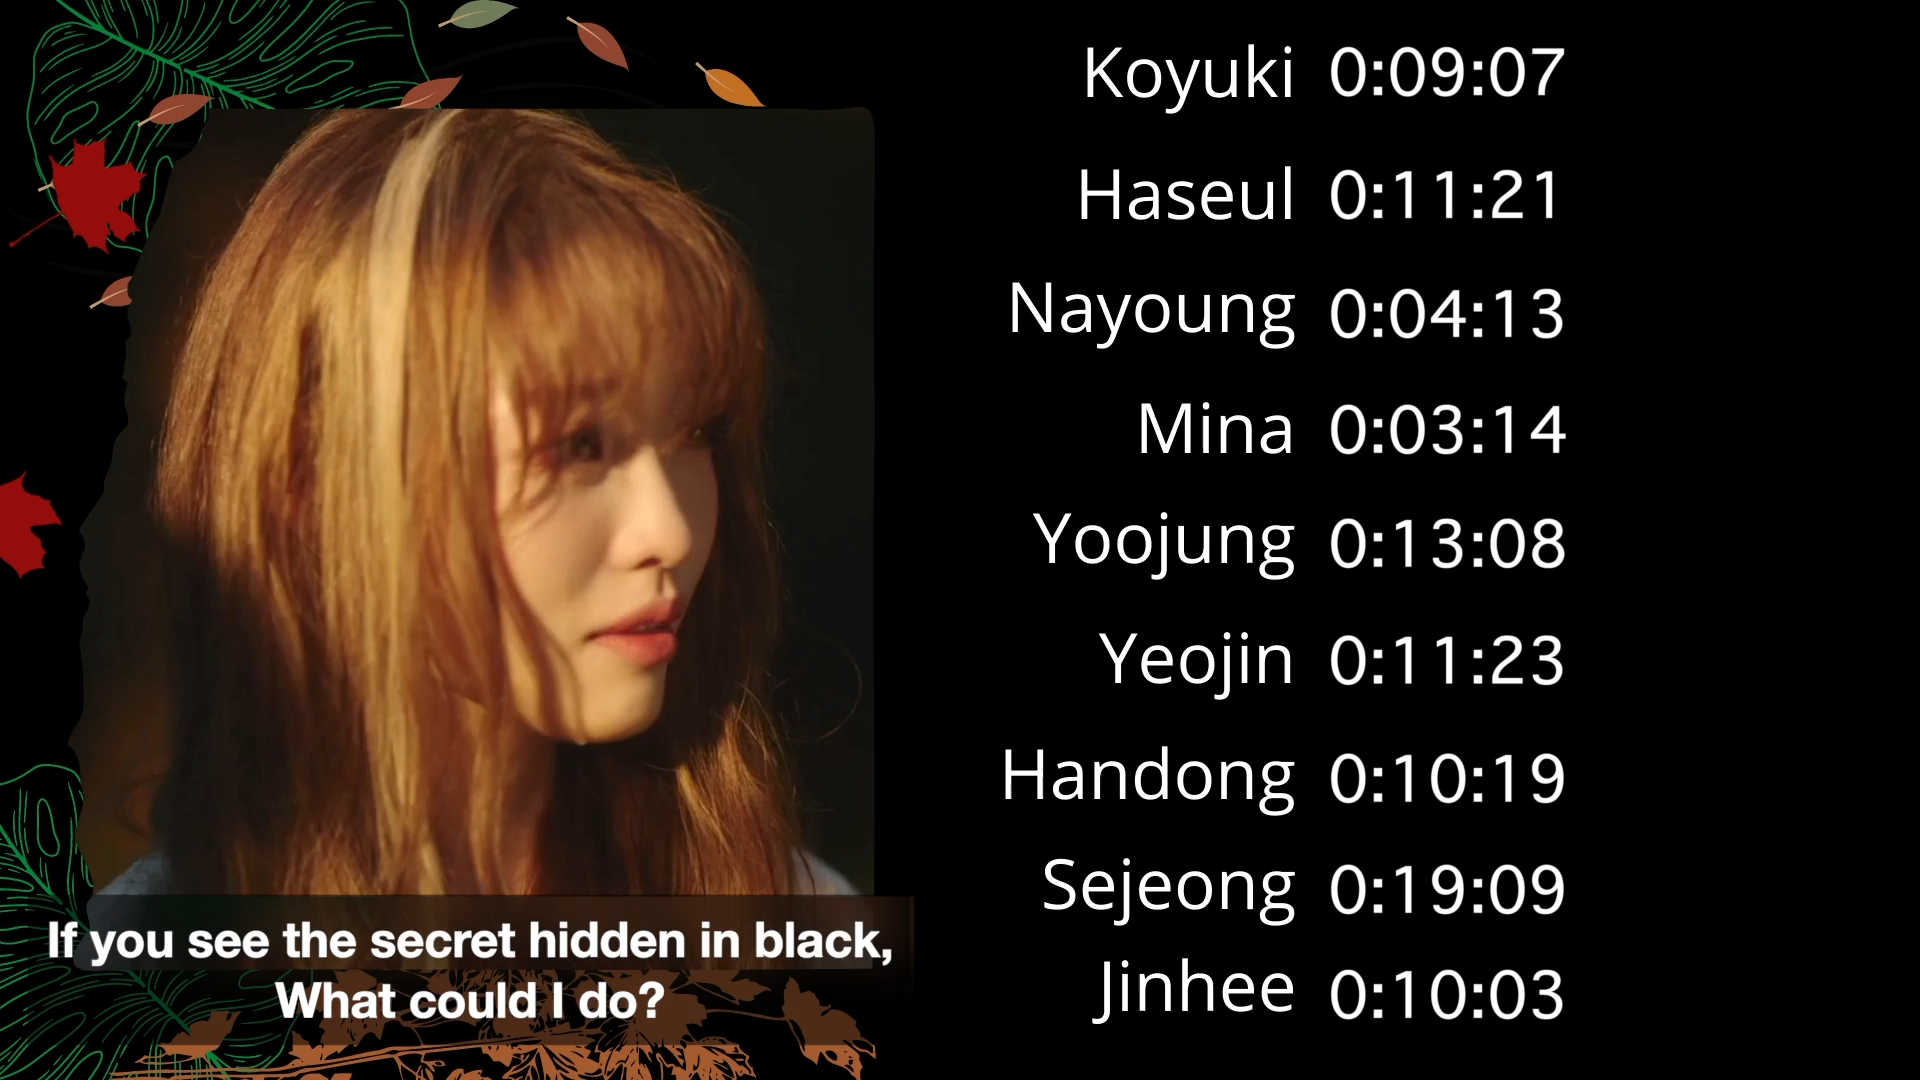 Koyuki 0:09:07
Haseul 0:11:21
Nayoung 0:04:13
Mina 0:03:14
Yoojung 0:13:08
Yeojin 0:11:23
Handong 0:10:19
Sejeong 0:19:09
Jinhee 0:10:03
If you see the secret hidden in black,
What could I do?